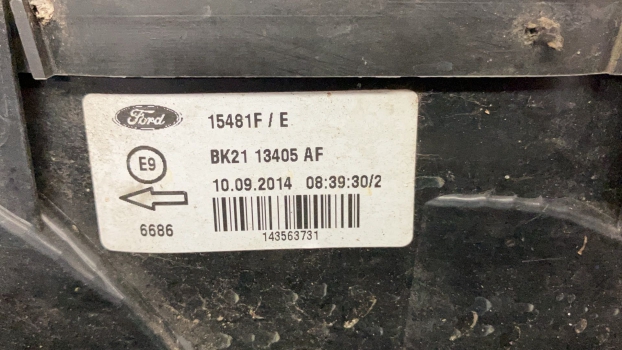 Ford
15481F / E
E9
BK21 13405 AF
10.09.2014 08:39:30/2
6686
143563731